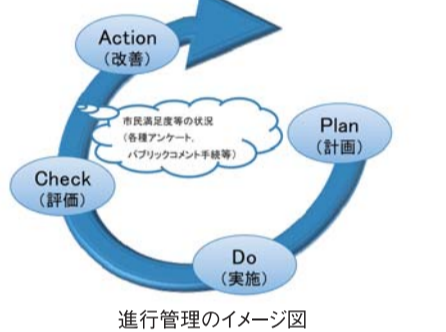 Action
(改善)
市民満足度等の状況
(各種アンケート、
パブリックコメント手続等)
Plan
(計画)
Check
(評価)
Do
(実施)
進行管理のイメージ図